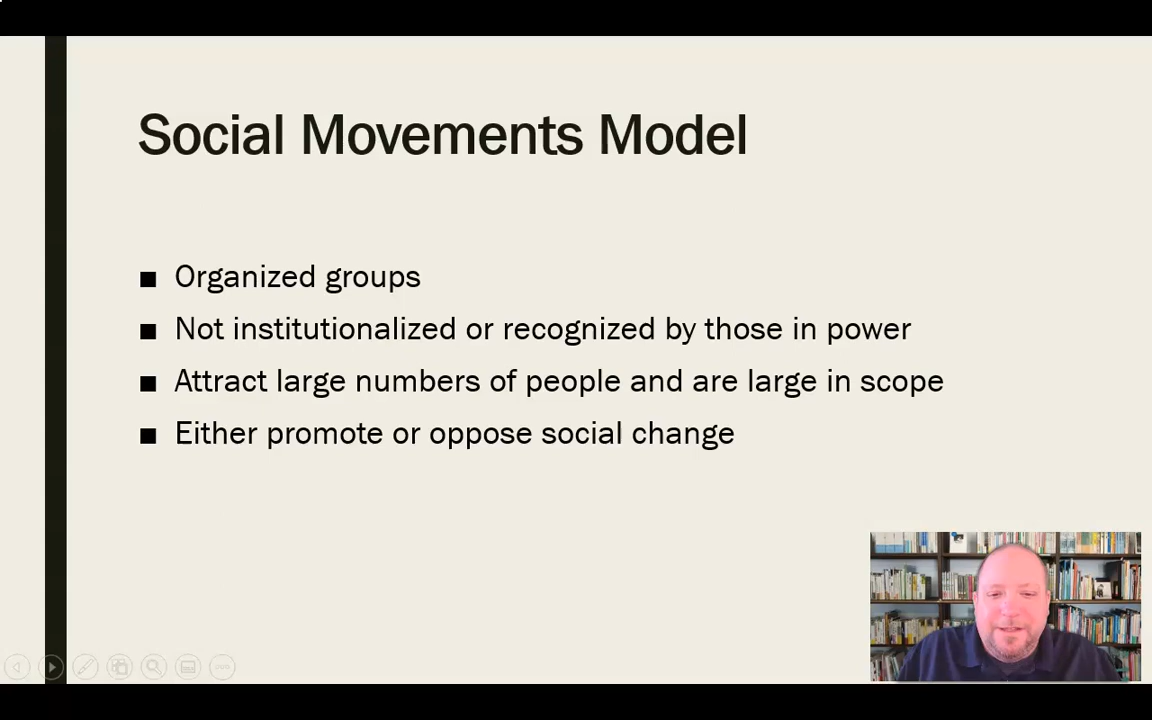 Social Movements Model
■ Organized groups
■ Not institutionalized or recognized by those in power
■ Attract large numbers of people and are large in scope
■ Either promote or oppose social change